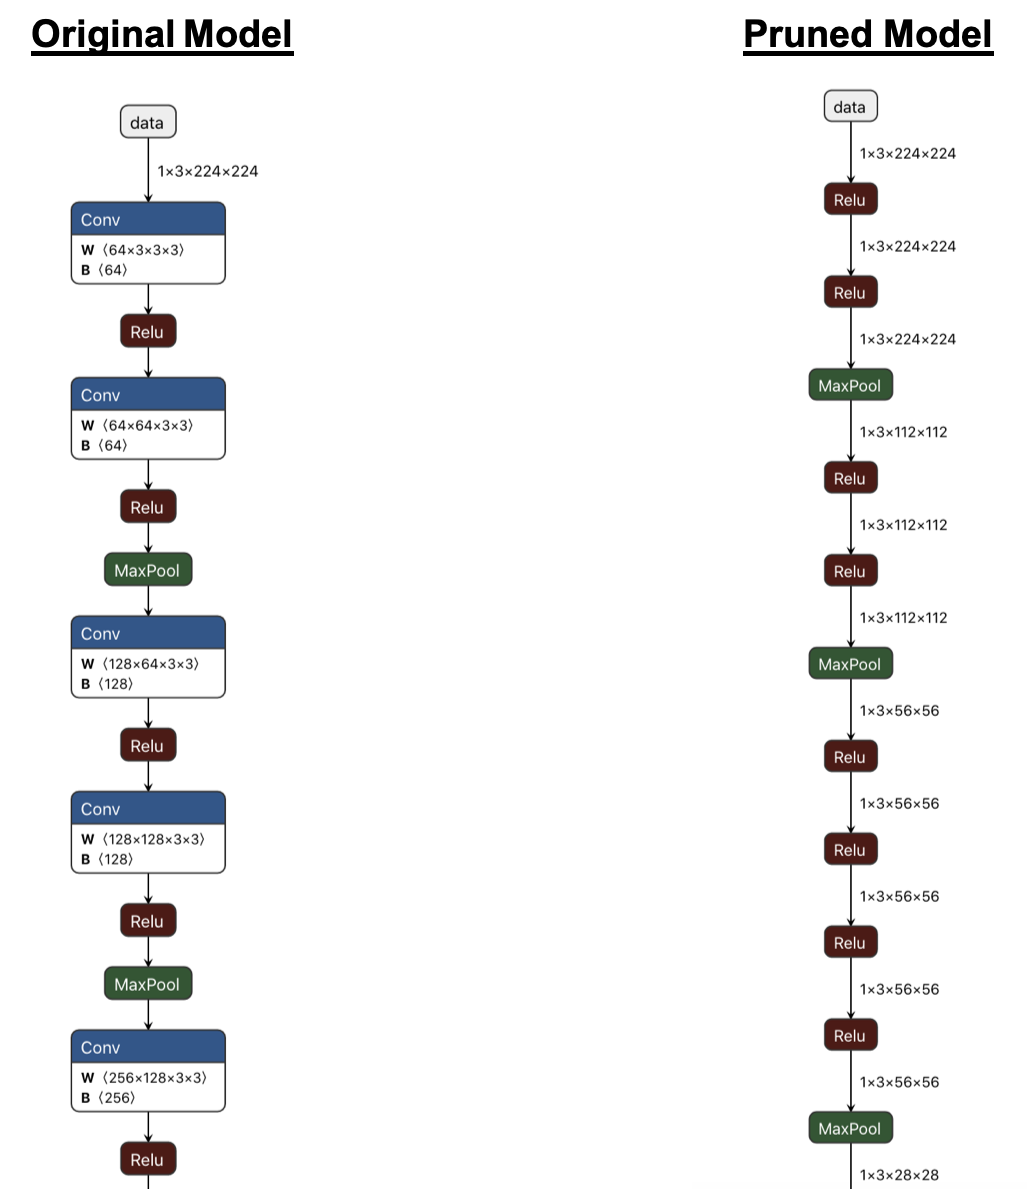 Original Model
data
1×3×224×224
Conv
W ⟨64×3×3×3⟩
B ⟨64⟩
Relu
Conv
W ⟨64×64×3×3⟩
B ⟨64⟩
Relu
MaxPool
Conv
W ⟨128×64×3×3⟩
B ⟨128⟩
Relu
Conv
W ⟨128×128×3×3⟩
B ⟨128⟩
Relu
MaxPool
Conv
W ⟨256×128×3×3⟩
B ⟨256⟩
Relu
Pruned Model
data
1×3×224×224
Relu
1×3×224×224
Relu
1×3×224×224
MaxPool
1×3×112×112
Relu
1×3×112×112
Relu
1×3×112×112
MaxPool
1×3×56×56
Relu
1×3×56×56
Relu
1×3×56×56
Relu
1×3×56×56
Relu
1×3×56×56
MaxPool
1×3×28×28